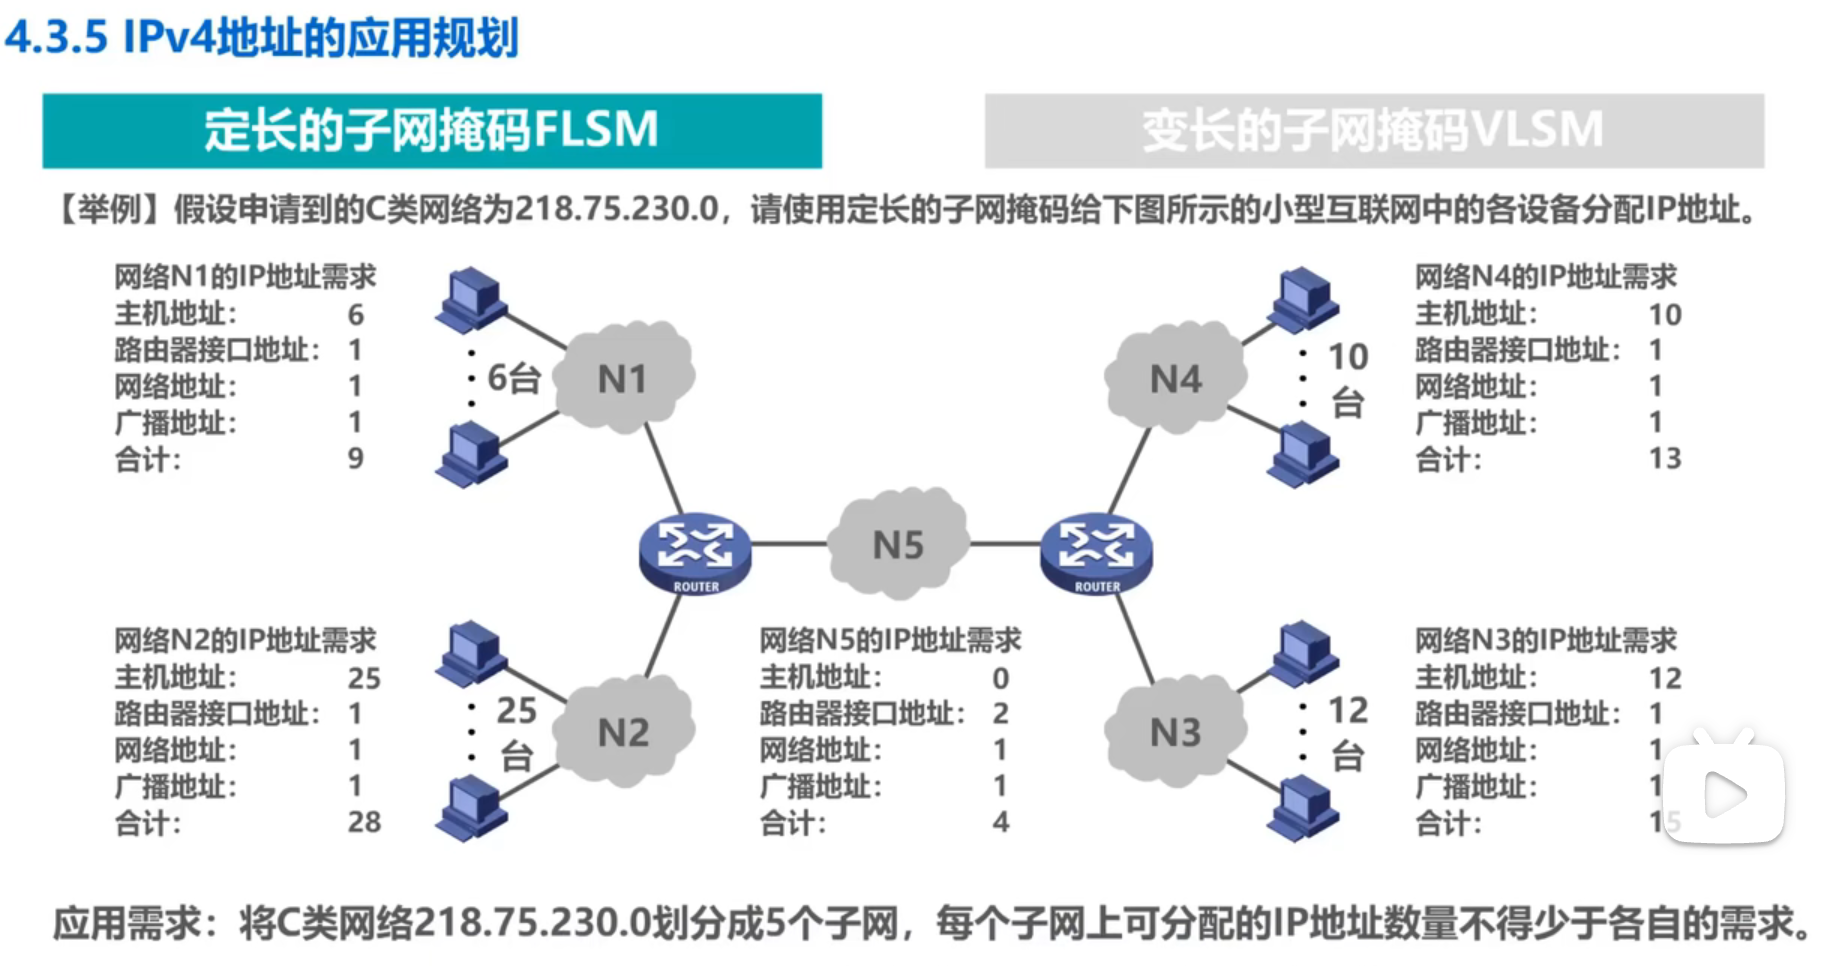 4.3.5 IPv4地址的应用规划
定长的子网掩码FLSM
变长的子网掩码VLSM
【举例】假设申请到的C类网络为218.75.230.0，请使用定长的子网掩码给下图所示的小型互联网中的各设备分配IP地址。
网络N1的IP地址需求
主机地址： 6
路由器接口地址： 1
网络地址： 1
广播地址： 1
合计： 9
6台
N1
N4
10
台
网络N4的IP地址需求
主机地址： 10
路由器接口地址： 1
网络地址： 1
广播地址： 1
合计： 13
ROUTER
N5
ROUTER
网络N2的IP地址需求
主机地址： 25
路由器接口地址： 1
网络地址： 1
广播地址： 1
合计： 28
25
台
N2
网络N5的IP地址需求
主机地址： 0
路由器接口地址： 2
网络地址： 1
广播地址： 1
合计： 4
N3
12
台
网络N3的IP地址需求
主机地址： 12
路由器接口地址： 1
网络地址： 1
广播地址： 1
合计： 15
应用需求：将C类网络218.75.230.0划分成5个子网，每个子网上可分配的IP地址数量不得少于各自的需求。